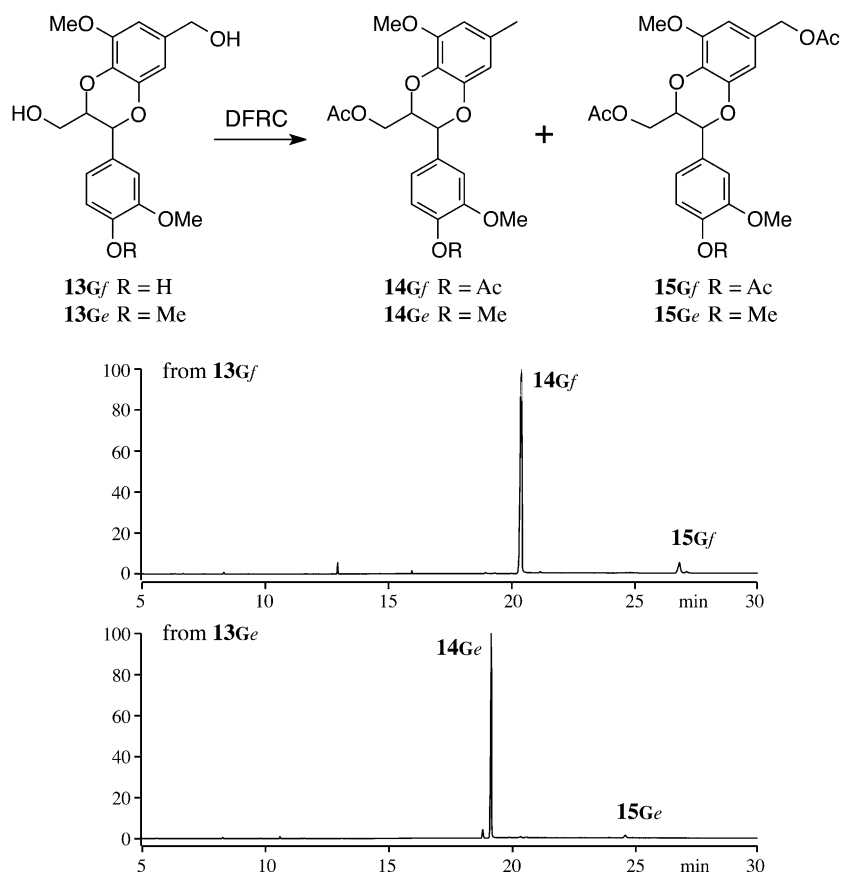 MeO
OH
O
HO
O
OMe
OR
DFRC
MeO
O
AcO
O
OMe
OR
+
MeO
OAc
O
AcO
O
OMe
OR
13Gf R = H
13Ge R = Me
14Gf R = Ac
14Ge R = Me
15Gf R = Ac
15Ge R = Me
from 13Gf
14Gf
15Gf
100
80
60
40
20
0
5 10 15 20 25 min 30
from 13Ge
14Ge
15Ge
100
80
60
40
20
0
5 10 15 20 25 min 30